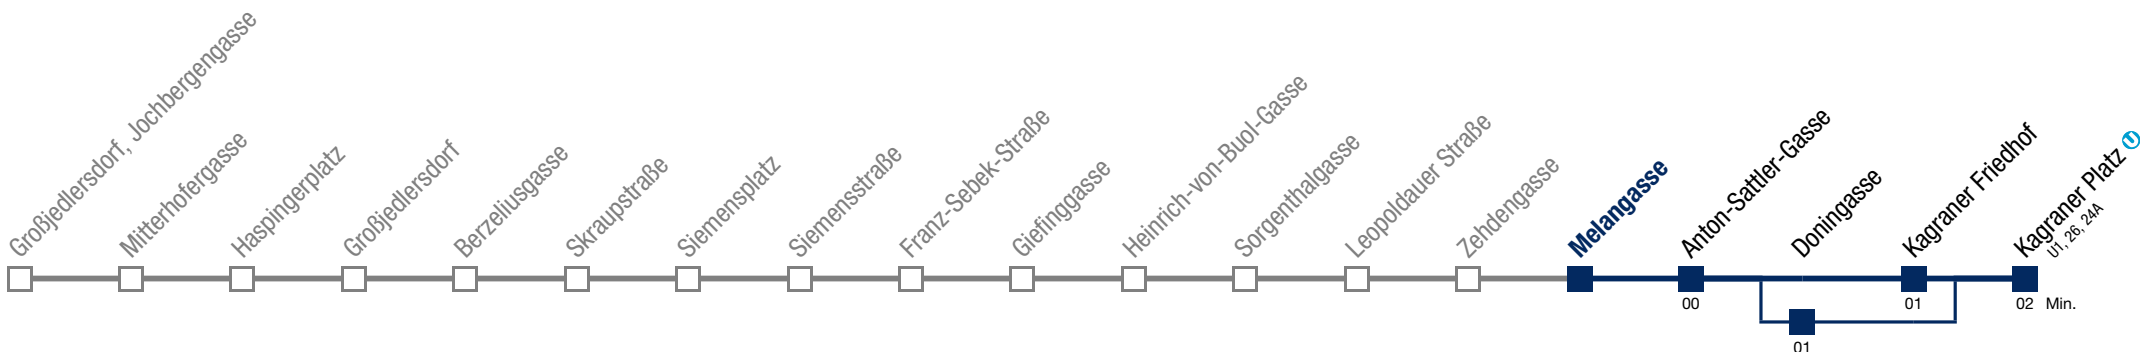 Großjedlersdorf, Jochbergengasse
Mitterhofergasse
Haspingerplatz
Großjedlersdorf
Berzeliusgasse
Skraupstraße
Siemensplatz
Siemensstraße
Franz-Sebek-Straße
Giefinggasse
Heinrich-von-Buol-Gasse
Sorgenthalgasse
Leopoldauer Straße
Zehdengasse
Melangasse
Anton-Sattler-Gasse
Doningasse
Kagraner Friedhof
Kagraner Platz U
U1, 26, 24A
00
01
02 Min.
01